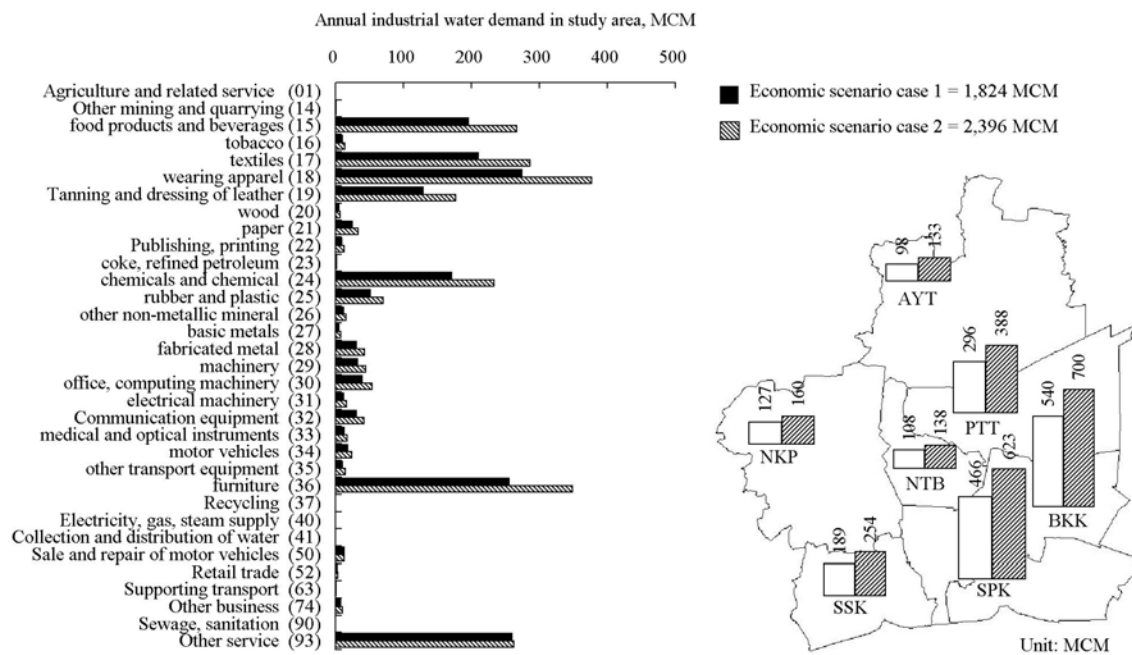 Annual industrial water demand in study area, MCM
0 100 200 300 400 500
Agriculture and related service (01)
Other mining and quarrying (14)
food products and beverages (15)
tobacco (16)
textiles (17)
wearing apparel (18)
Tanning and dressing of leather (19)
wood (20)
paper (21)
Publishing, printing (22)
coke, refined petroleum (23)
chemicals and chemical (24)
rubber and plastic (25)
other non-metallic mineral (26)
basic metals (27)
fabricated metal (28)
machinery (29)
office, computing machinery (30)
electrical machinery (31)
Communication equipment (32)
medical and optical instruments (33)
motor vehicles (34)
other transport equipment (35)
furniture (36)
Recycling (37)
Electricity, gas, steam supply (40)
Collection and distribution of water (41)
Sale and repair of motor vehicles (50)
Retail trade (52)
Supporting transport (63)
Other business (74)
Sewage, sanitation (90)
Other service (93)
Economic scenario case 1 = 1,824 MCM
Economic scenario case 2 = 2,396 MCM
98 133
AYT
296 388
PTT
540 700
BKK
127 160
NKP
108 138
NTB
466 623
SPK
189 254
SSK
Unit: MCM